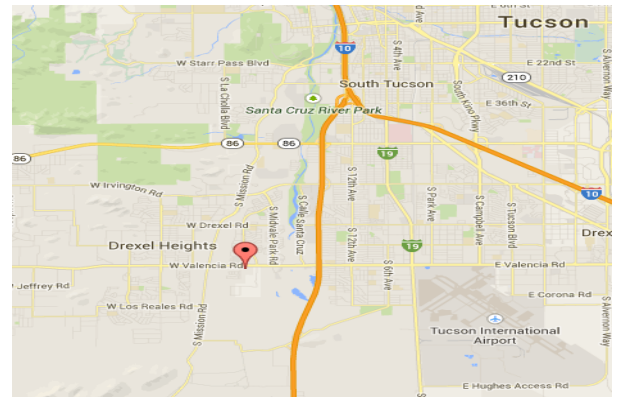 Tucson
E 22nd St
10
W Starr Pass Blvd
S 4th Ave
210
S Alvernon Way
South Tucson
S La Cholla Blvd
South Kino Pkwy
E 36th St
Santa Cruz River Park
86
86
86
19
10
W Irvington Rd
S Mission Rd
S 12th Ave
S Park Ave
S Campbell Ave
S Tucson Blvd
S Midvale Park Rd
S Calle Santa Cruz
W Drexel Rd
S 12th Ave
Drexel Heights
19
Drex
W Valencia Rd
S 6th Ave
E Valencia Rd
Jeffrey Rd
E Corona Rd
W Los Reales Rd
S Mission Rd
S Alvernon Way
Tucson International
Airport
E Hughes Access Rd